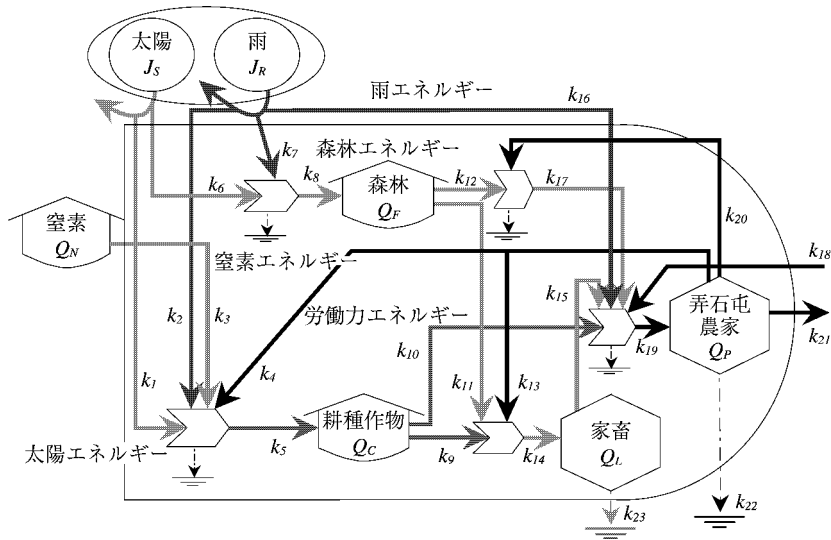 太陽
J_S
雨
J_R
雨エネルギー
k_16
k_7
森林エネルギー
k_6
k_8
森林
Q_F
k_12
k_17
k_20
窒素
Q_N
窒素エネルギー
k_18
k_15
弄石屯
農家
Q_P
k_2
k_3
労働力エネルギー
k_10
k_19
k_21
k_1
k_4
k_11
k_13
耕種作物
Q_C
家畜
Q_L
太陽エネルギー
k_5
k_9
k_14
k_22
k_23